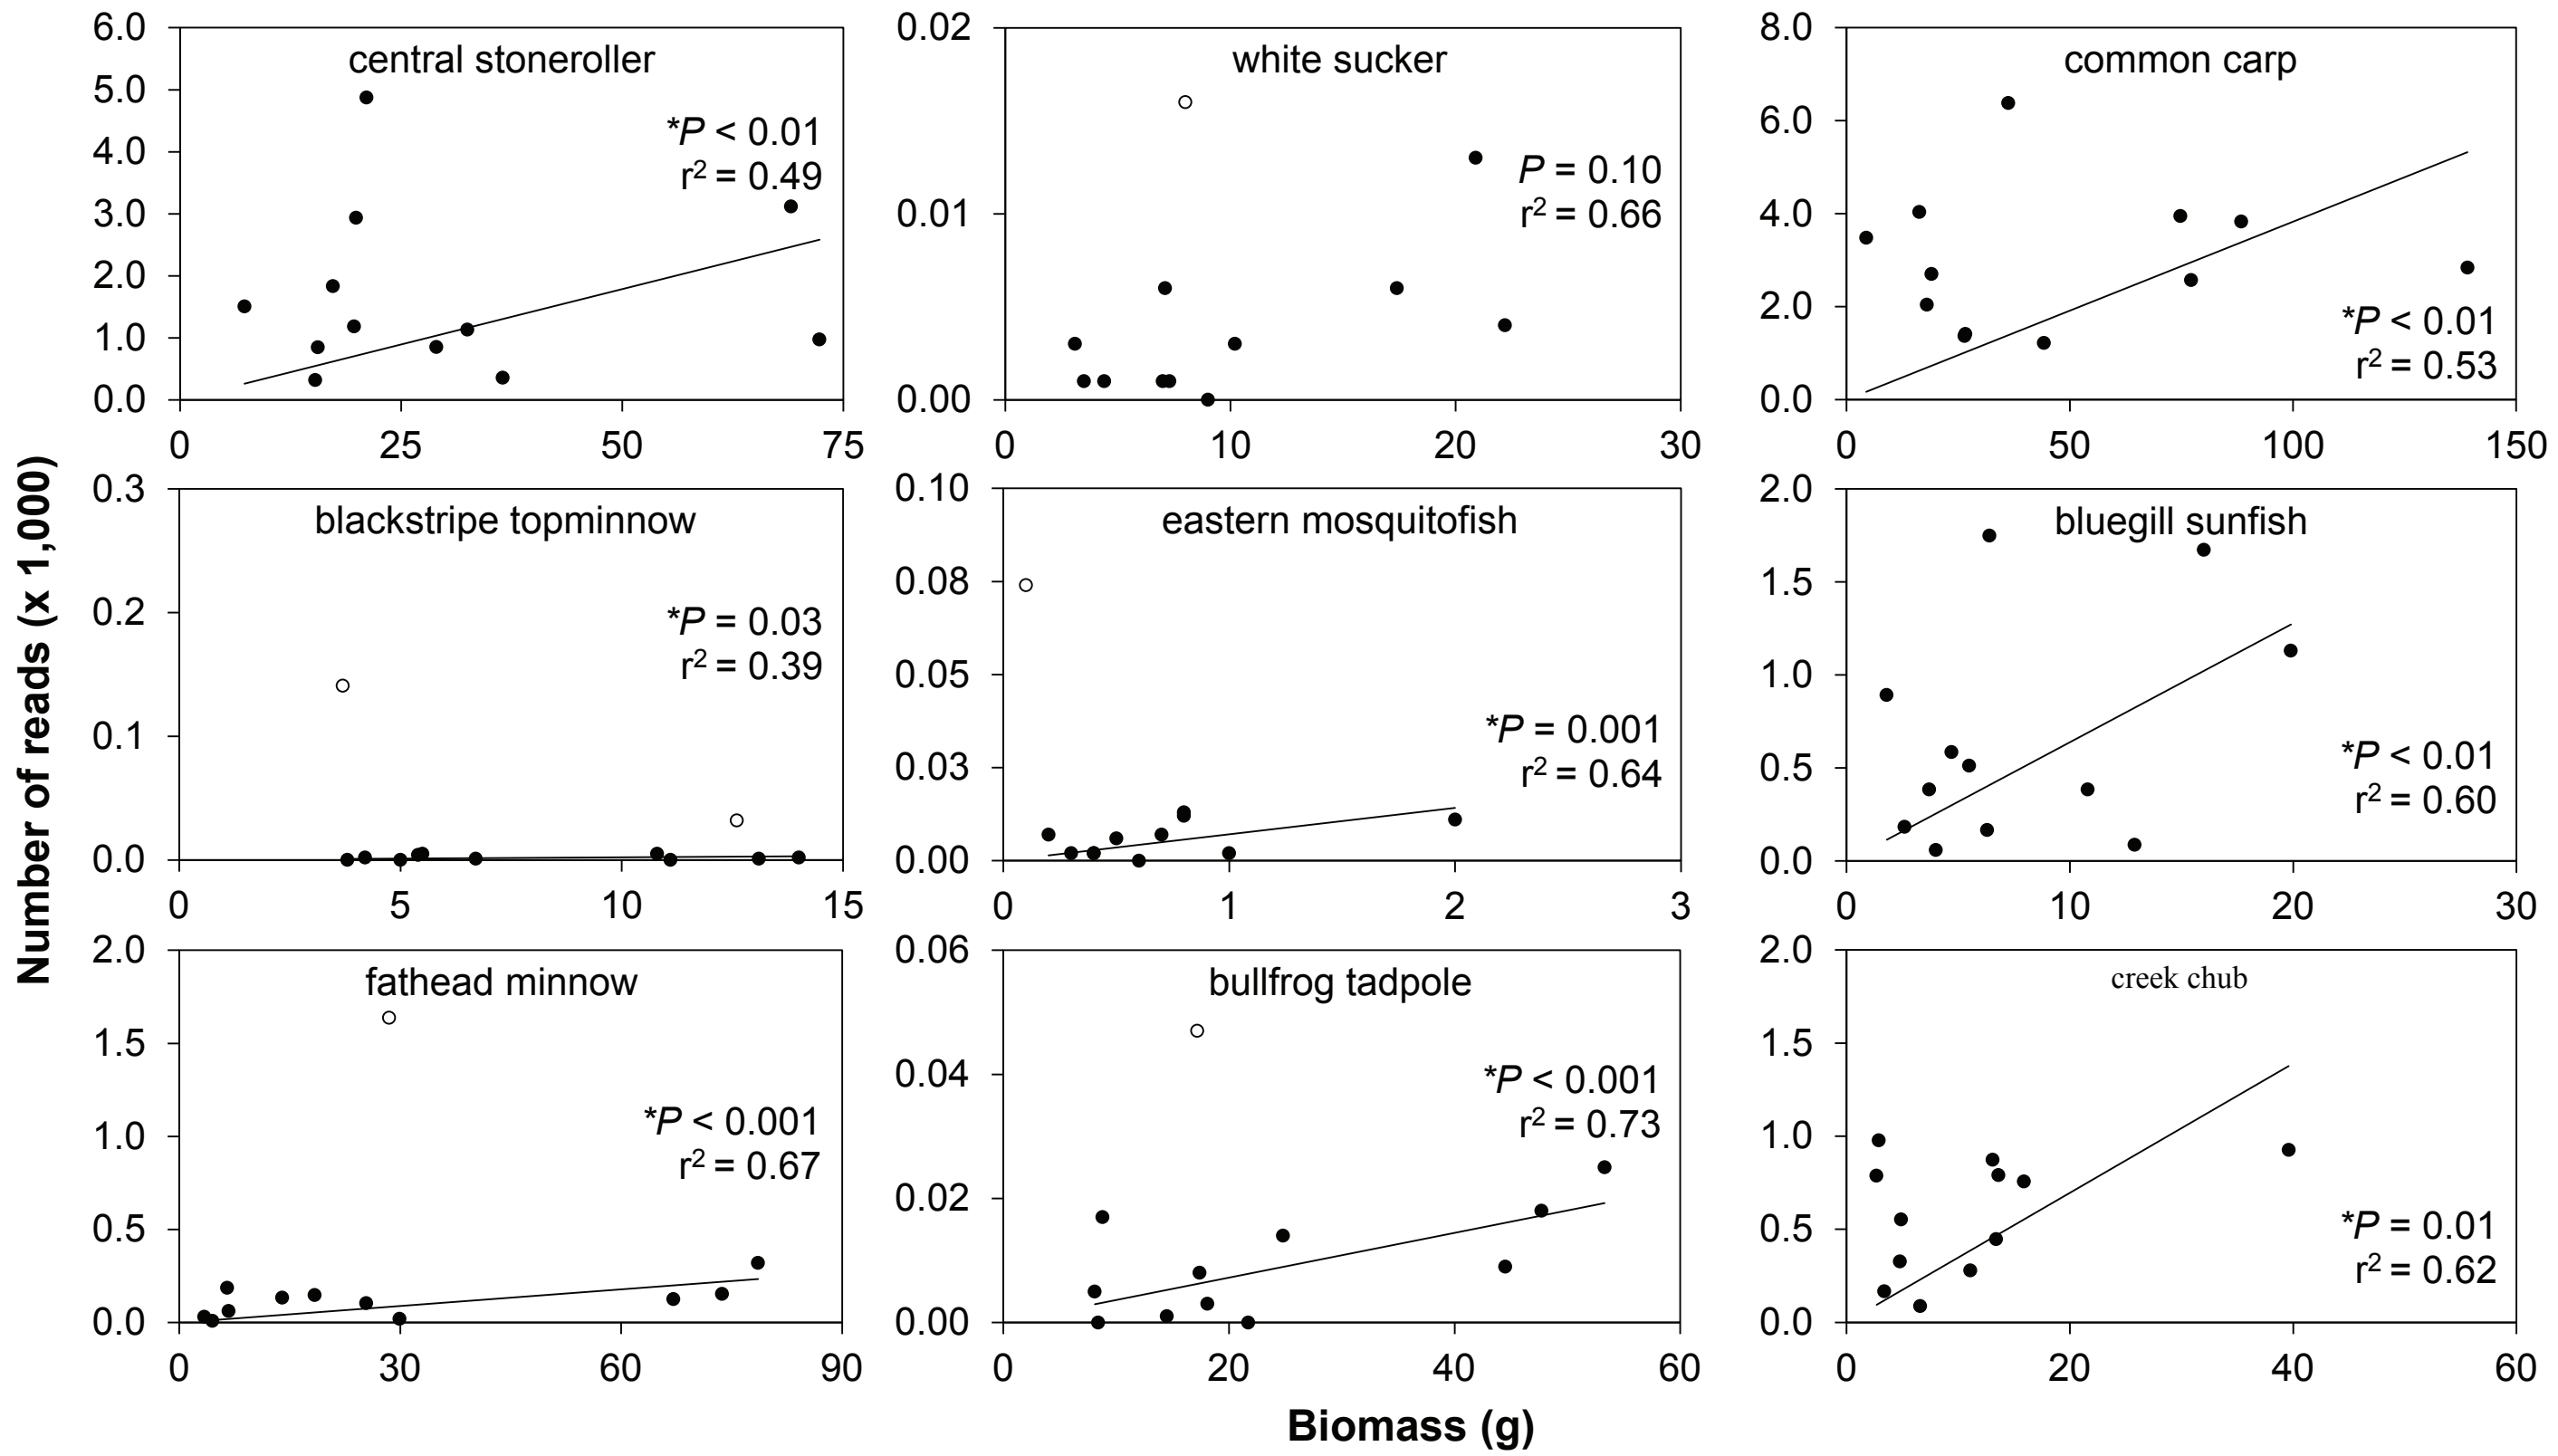 Number of reads (x 1,000)
central stoneroller
*P < 0.01
r² = 0.49
6.0
5.0
4.0
3.0
2.0
1.0
0.0
0 25 50 75
white sucker
P = 0.10
r² = 0.66
0.02
0.01
0.00
0 10 20 30
common carp
*P < 0.01
r² = 0.53
8.0
6.0
4.0
2.0
0.0
0 50 100 150
blackstripe topminnow
*P = 0.03
r² = 0.39
0.3
0.2
0.1
0.0
0 5 10 15
eastern mosquitofish
*P = 0.001
r² = 0.64
0.10
0.08
0.05
0.03
0.00
0 1 2 3
bluegill sunfish
*P < 0.01
r² = 0.60
2.0
1.5
1.0
0.5
0.0
0 10 20 30
fathead minnow
*P < 0.001
r² = 0.67
2.0
1.5
1.0
0.5
0.0
0 30 60 90
bullfrog tadpole
*P < 0.001
r² = 0.73
0.06
0.04
0.02
0.00
0 20 40 60
creek chub
*P = 0.01
r² = 0.62
2.0
1.5
1.0
0.5
0.0
0 20 40 60
Biomass (g)